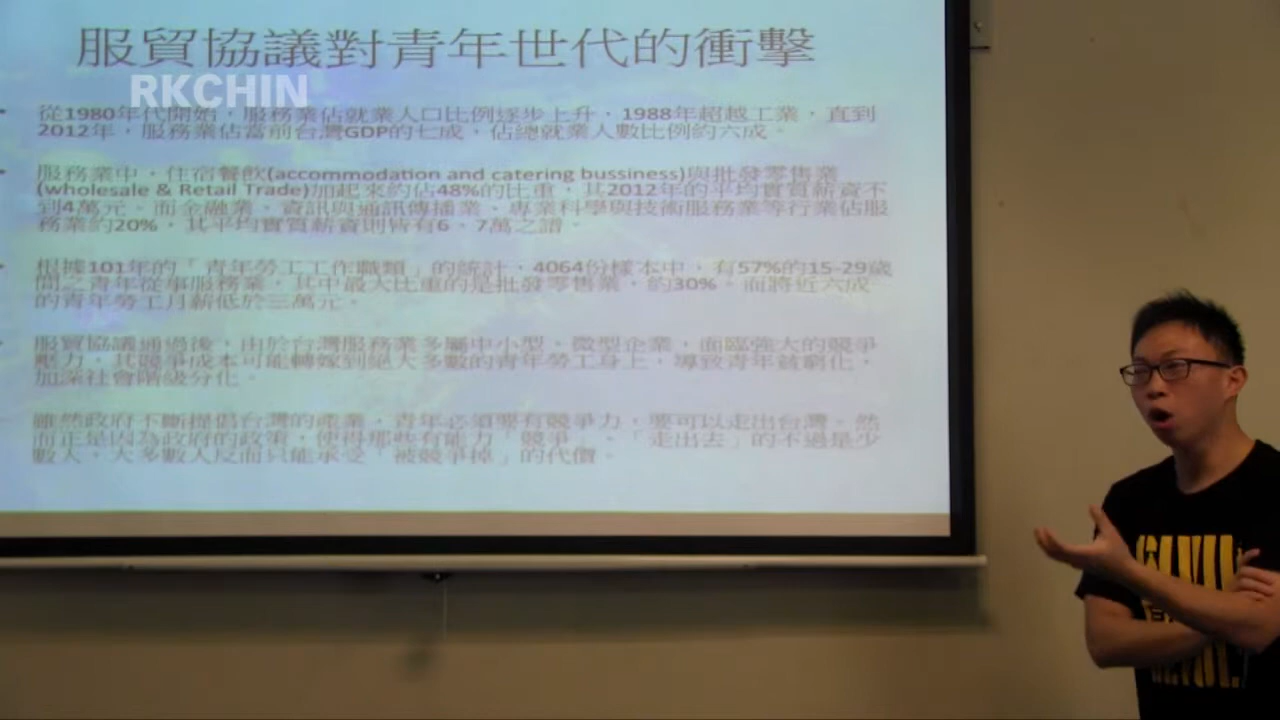 服貿協議對青年世代的衝擊
RKCHIN
從1980年代開始，服務業佔就業人口比例逐步上升，1988年超越工業，直到
2012年，服務業佔當前台灣GDP的七成，佔總就業人數比例約六成。
服務業中，住宿餐飲(accommodation and catering bussiness)與批發零售業
(wholesale & Retail Trade)加起來約佔48%的比重，其2012年的平均實質薪資不
到4萬元。而金融業、資訊與通訊傳播業、專業科學與技術服務業等行業佔服
務業約20%，其平均實質薪資則皆有6、7萬之譜。
根據101年的「青年勞工工作職類」的統計，4064份樣本中，有57%的15-29歲
間之青年從事服務業，其中最大比重的是批發零售業，約30%。而將近六成
的青年勞工月薪低於三萬元。
服貿協議通過後，由於台灣服務業多屬中小型、微型企業，面臨強大的競爭
壓力，其競爭成本可能轉嫁到絕大多數的青年勞工身上，導致青年貧窮化、
加深社會階級分化。
雖然政府不斷提倡台灣的產業，青年必須要有競爭力，要可以走出台灣。然
而正是因為政府的政策，使得那些有能力「競爭」、「走出去」的不過是少
數人，大多數人反而只能承受「被競爭掉」的代價。